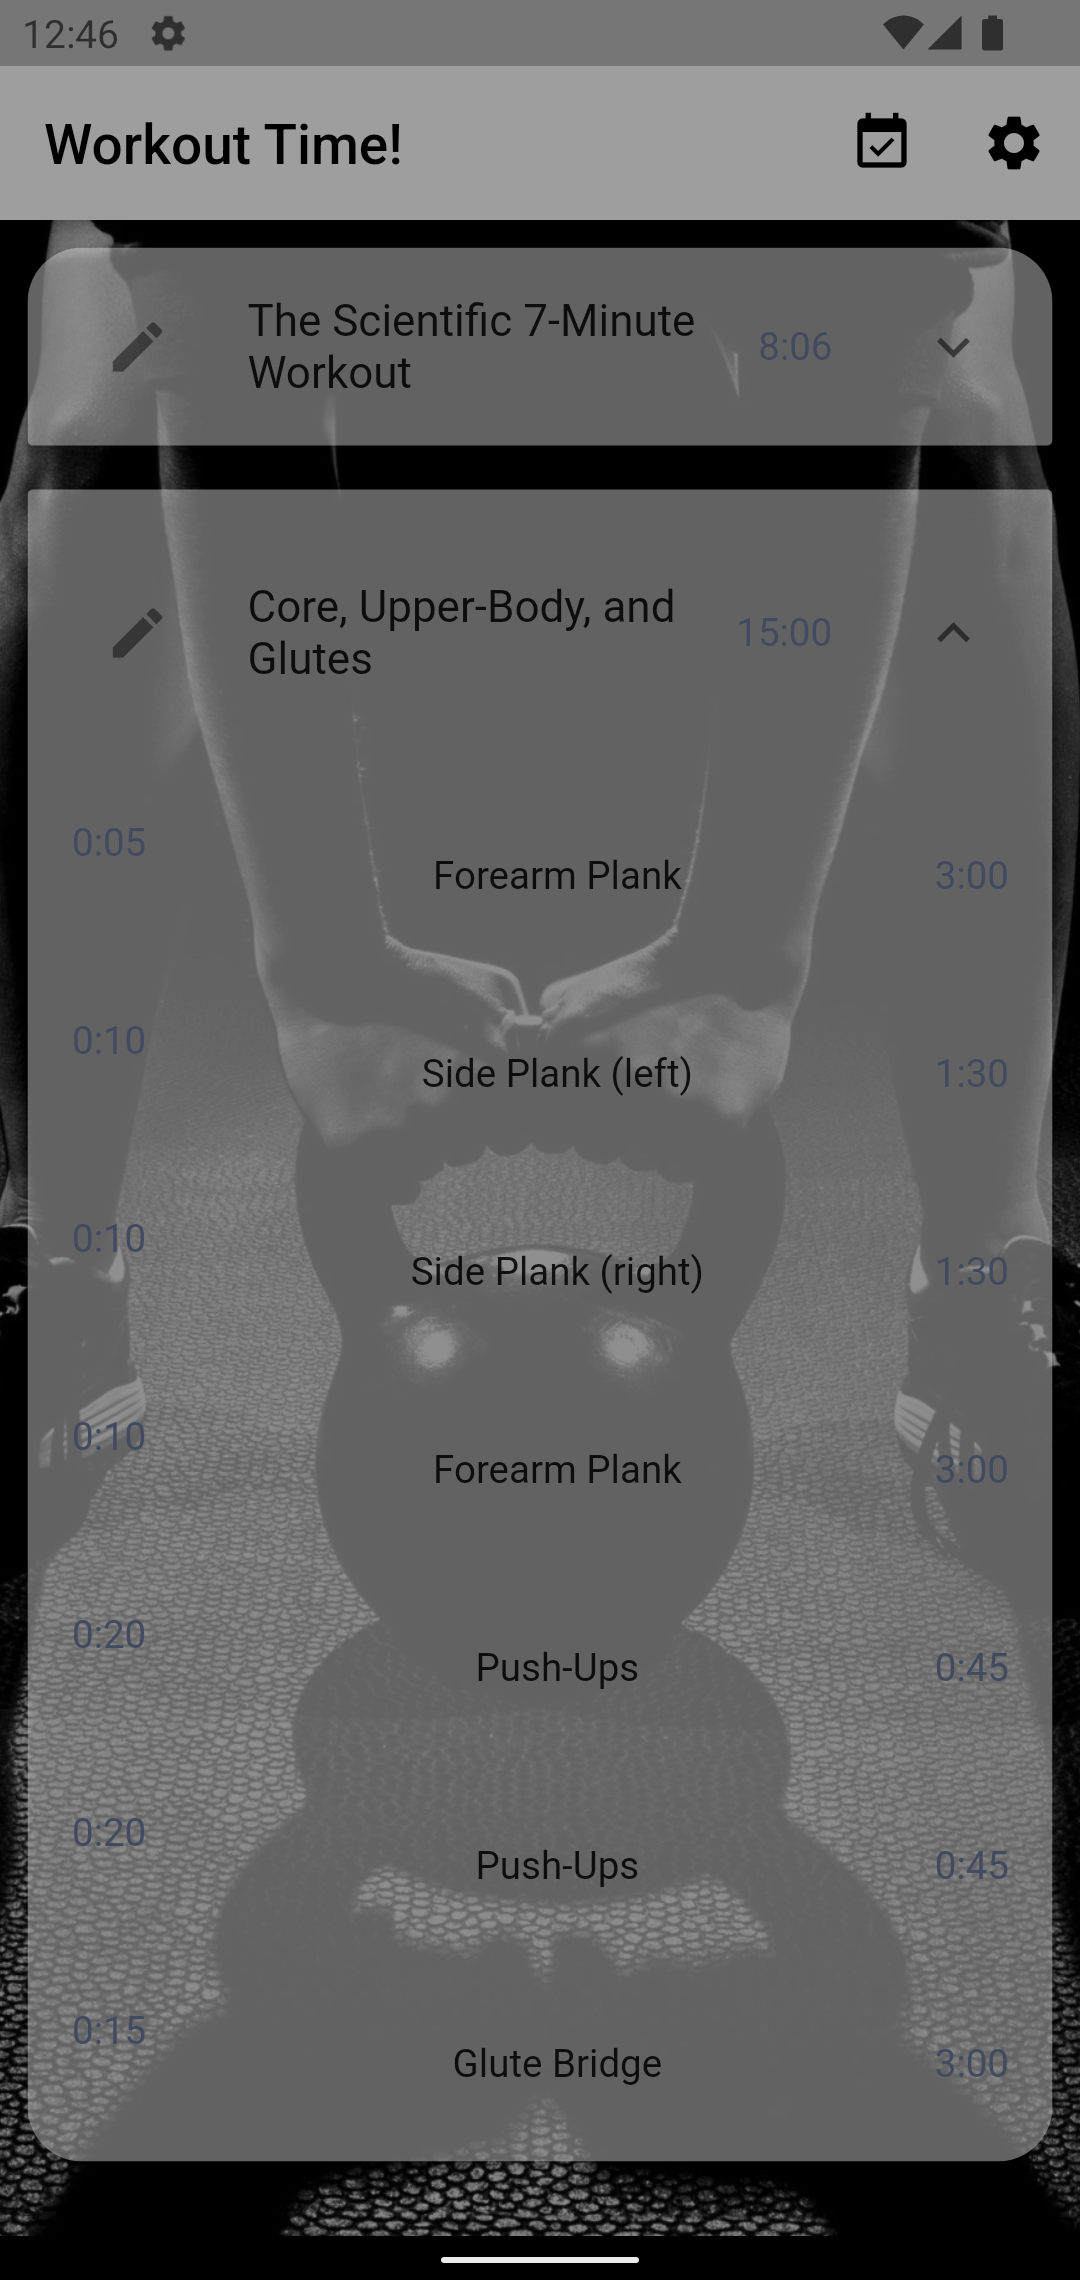 12:46
Workout Time!
The Scientific 7-Minute
Workout
8:06
Core, Upper-Body, and
Glutes
15:00
0:05
Forearm Plank
3:00
0:10
Side Plank (left)
1:30
0:10
Side Plank (right)
1:30
0:10
Forearm Plank
3:00
0:20
Push-Ups
0:45
0:20
Push-Ups
0:45
0:15
Glute Bridge
3:00